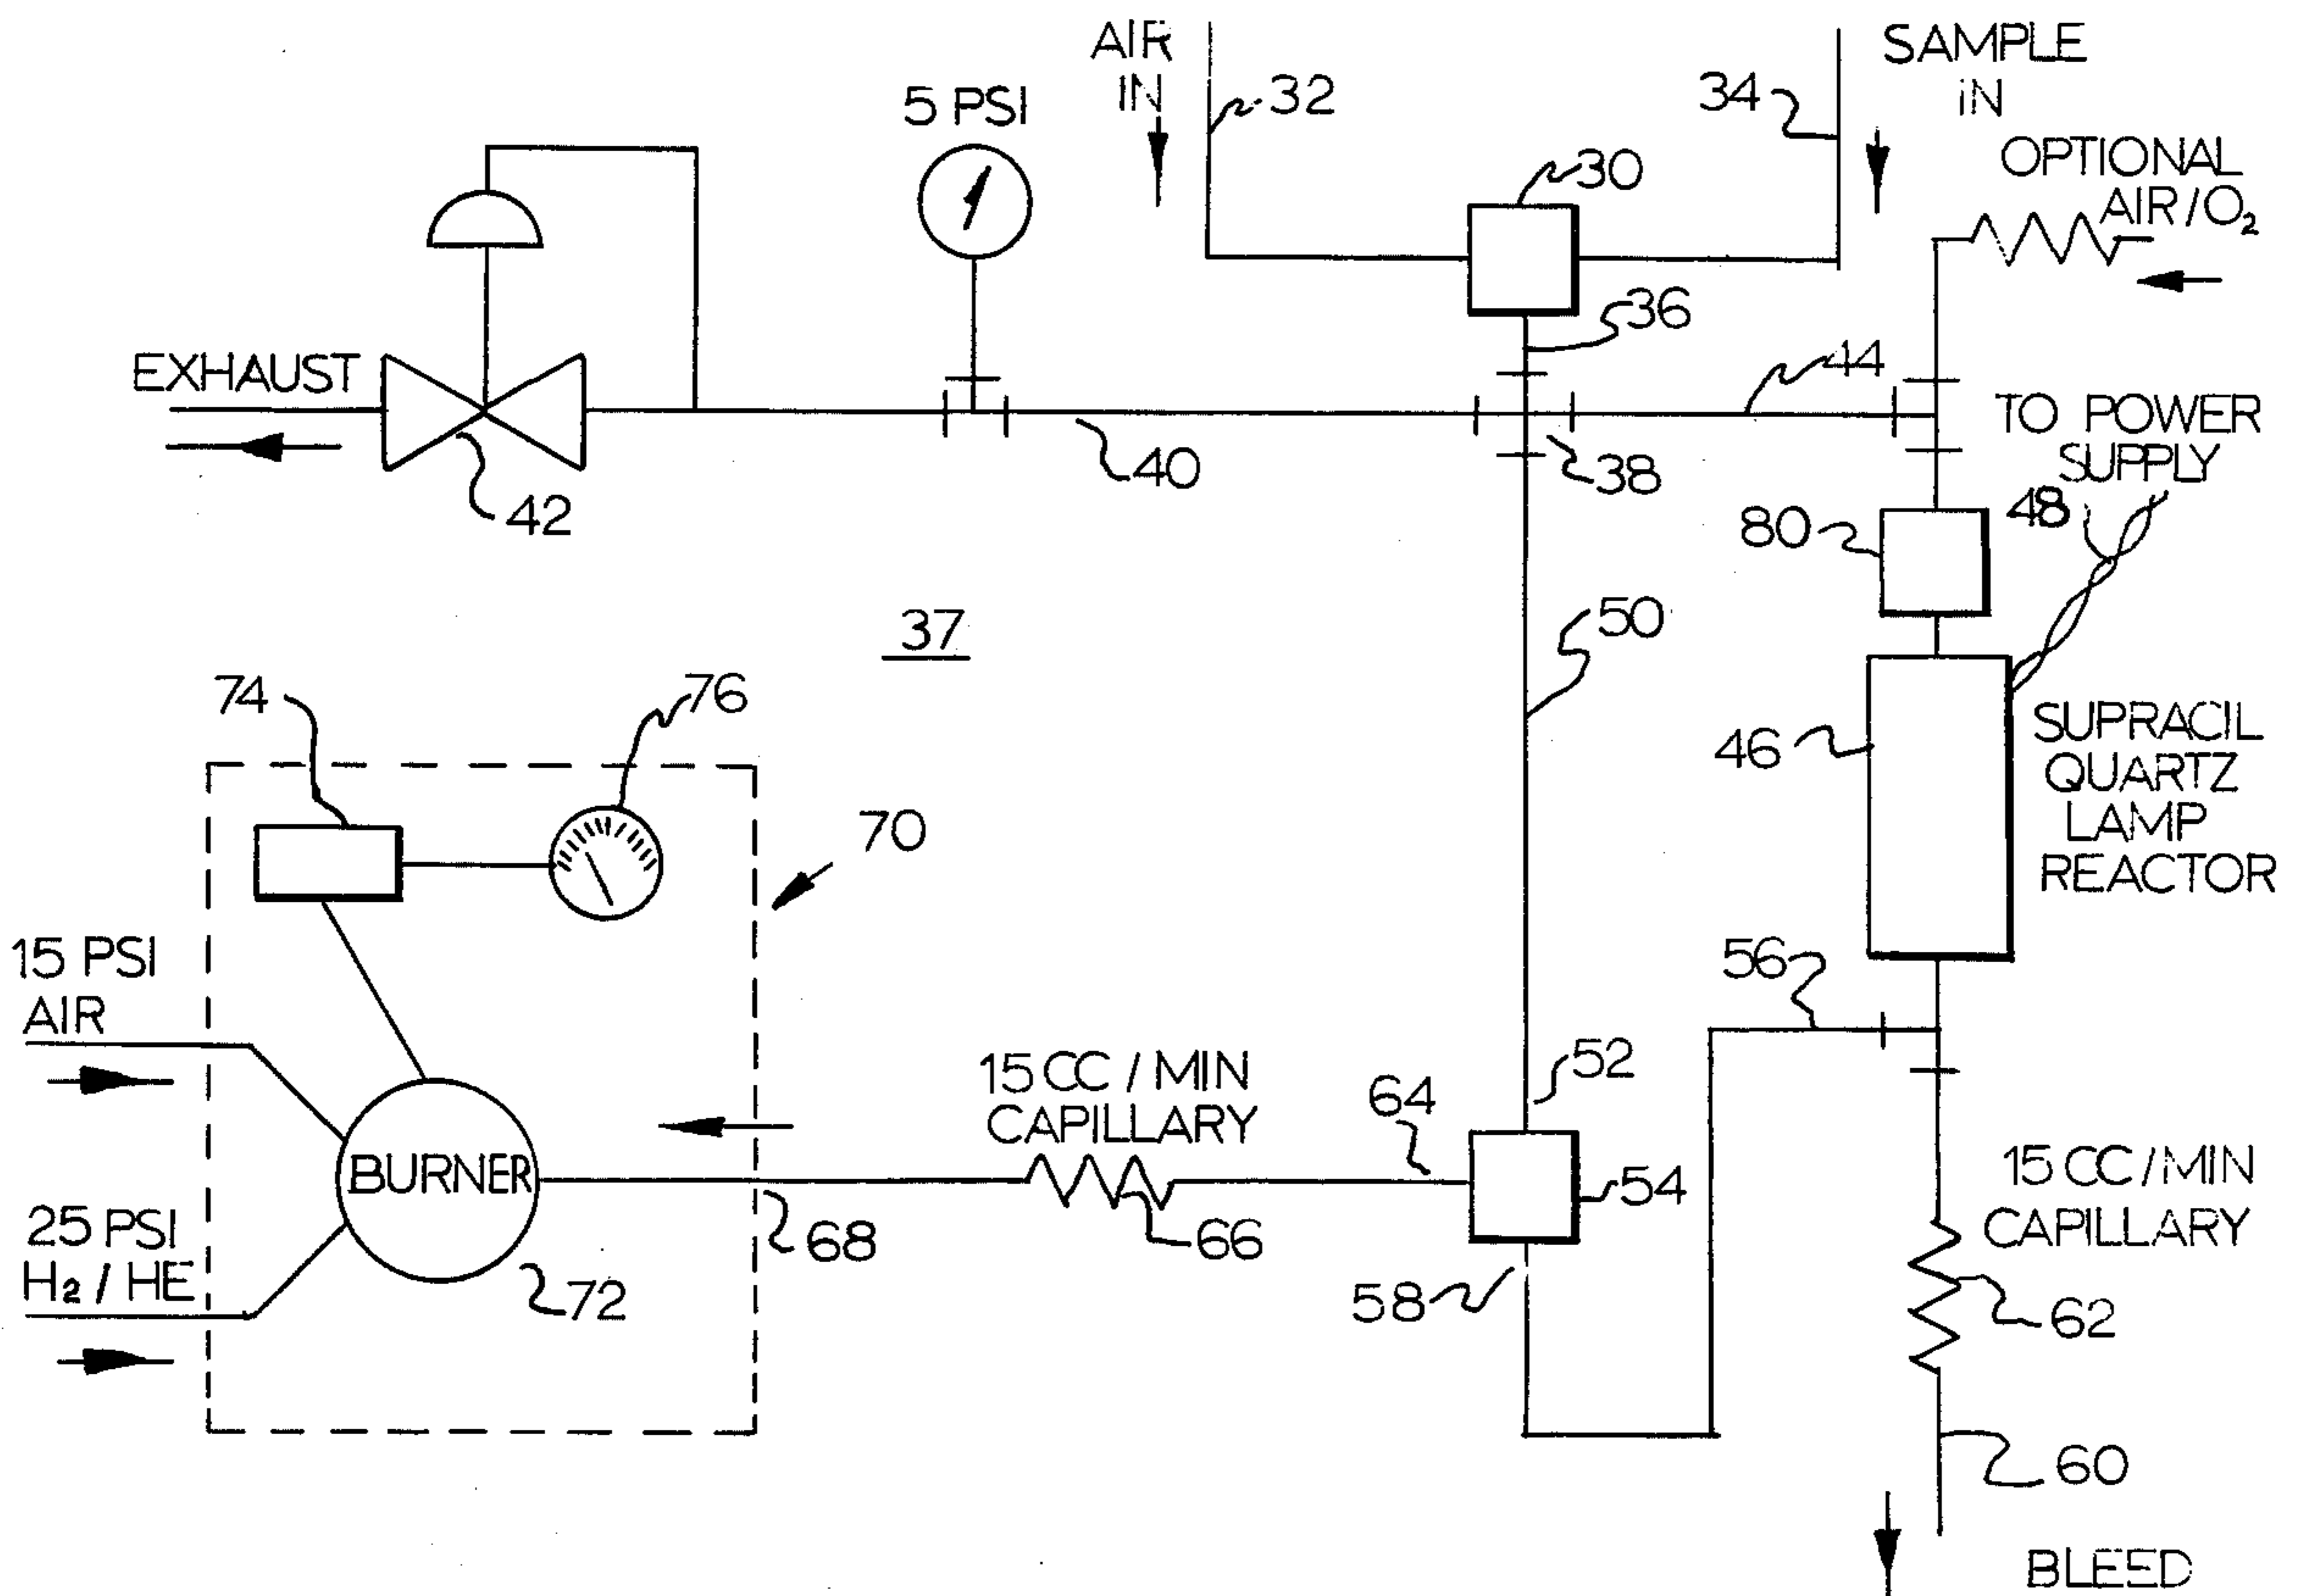 AIR
IN
32
34
SAMPLE
IN
5 PSI
30
OPTIONAL
AIR/O₂
36
EXHAUST
44
TO POWER
SUPPLY
40
38
42
48
80
37
50
74
76
46
SUPRACIL
QUARTZ
LAMP
REACTOR
70
15 PSI
AIR
56
52
15 CC / MIN
CAPILLARY
64
BURNER
54
15 CC/MIN
CAPILLARY
68
66
25 PSI
H₂ / HE
72
58
62
60
BLEED